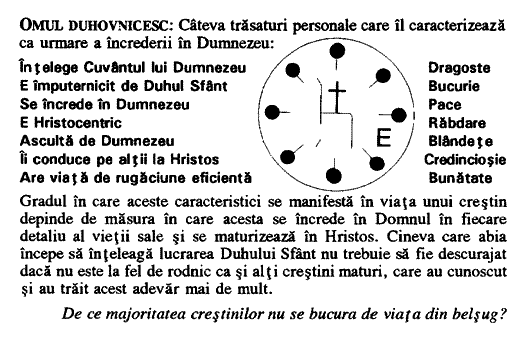 OMUL DUHOVNICESC: Câteva trăsaturi personale care îl caracterizează
ca urmare a încrederii în Dumnezeu:
Înţelege Cuvântul lui Dumnezeu
E împuternicit de Duhul Sfânt
Se încrede în Dumnezeu
E Hristocentric
Ascultă de Dumnezeu
Îi conduce pe alţii la Hristos
Are viaţă de rugăciune eficientă
E
Dragoste
Bucurie
Pace
Răbdare
Blândeţe
Credincioşie
Bunătate
Gradul în care aceste caracteristici se manifestă în viaţa unui creştin
depinde de măsura în care acesta se încrede în Domnul în fiecare
detaliu al vieţii sale şi se maturizează în Hristos. Cineva care abia
începe să înţeleagă lucrarea Duhului Sfânt nu trebuie să fie descurajat
dacă nu este la fel de rodnic ca şi alţi creştini maturi, care au cunoscut
şi au trăit acest adevăr mai de mult.
De ce majoritatea creştinilor nu se bucura de viaţa din belşug?